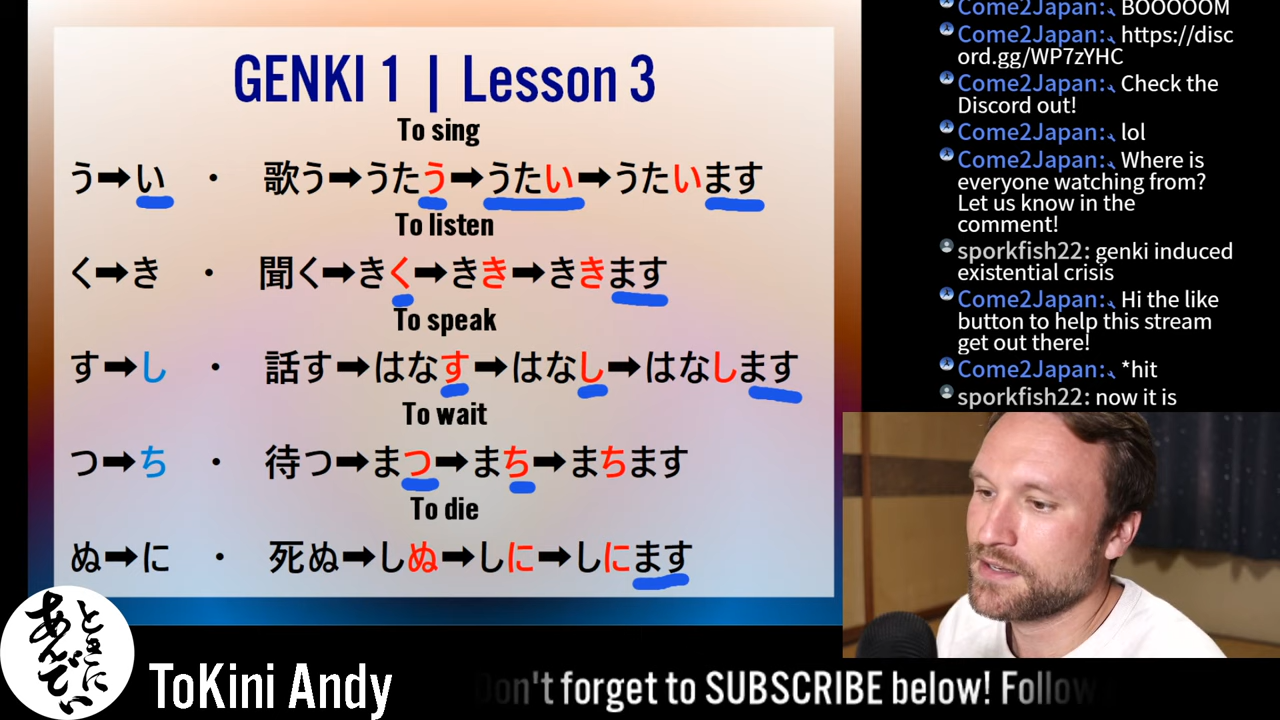 GENKI 1 | Lesson 3
To sing
う➡い ・ 歌う➡うたう➡うたい➡うたいます
To listen
く➡き ・ 聞く➡きく➡きき➡ききます
To speak
す➡し ・ 話す➡はなす➡はなし➡はなします
To wait
つ➡ち ・ 待つ➡まつ➡まち➡まちます
To die
ぬ➡に ・ 死ぬ➡しぬ➡しに➡しにます
Come2Japan: BOOOOOM
Come2Japan: https://disc
ord.gg/WP7zYHC
Come2Japan: Check the
Discord out!
Come2Japan: lol
Come2Japan: Where is
everyone watching from?
Let us know in the
comment!
sporkfish22: genki induced
existential crisis
Come2Japan: Hi the like
button to help this stream
get out there!
Come2Japan: *hit
sporkfish22: now it is
ときに
あんでぃ
ToKini Andy
Don't forget to SUBSCRIBE below! Follow